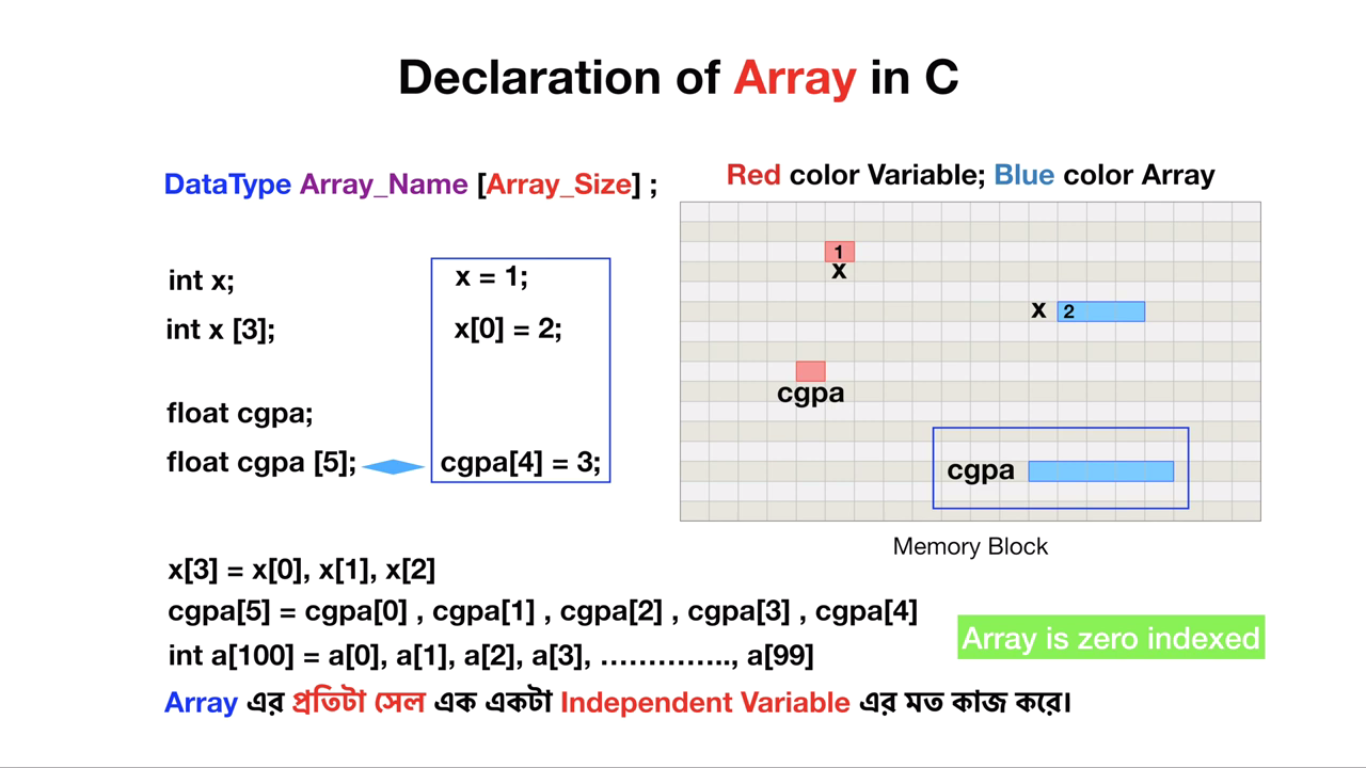 Declaration of Array in C
DataType Array_Name [Array_Size] ;
int x;
x = 1;
int x [3];
x[0] = 2;
float cgpa;
float cgpa [5];
cgpa[4] = 3;
Red color Variable; Blue color Array
1
x
x 2
cgpa
cgpa
Memory Block
x[3] = x[0], x[1], x[2]
cgpa[5] = cgpa[0] , cgpa[1] , cgpa[2] , cgpa[3] , cgpa[4]
int a[100] = a[0], a[1], a[2], a[3], ………….., a[99]
Array is zero indexed
Array এর প্রতিটা সেল এক একটা Independent Variable এর মত কাজ করে।